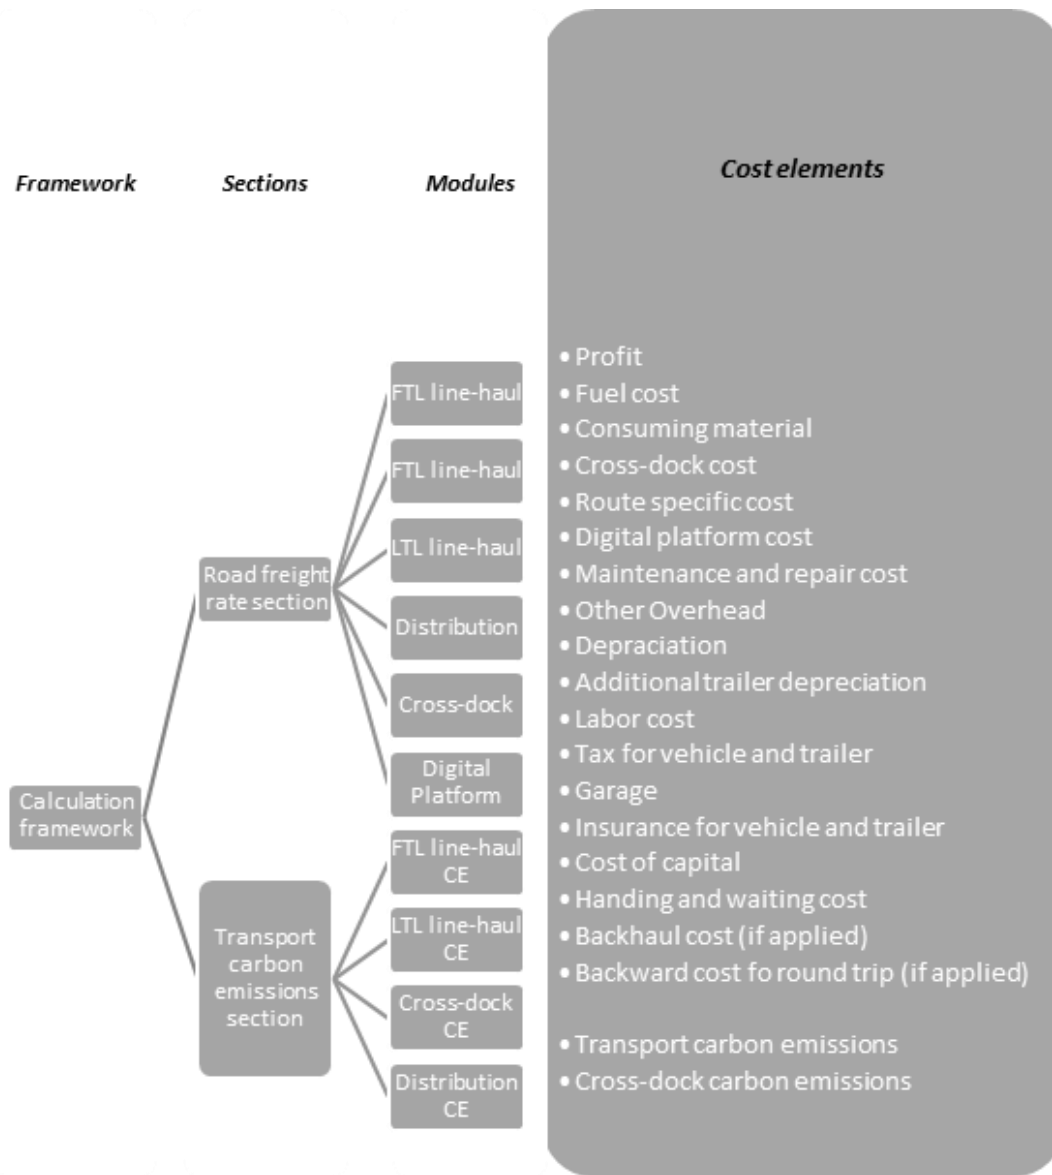 Framework
Sections
Modules
Cost elements
Calculation
framework
Road freight
rate section
Transport
carbon
emissions
section
FTL line-haul
FTL line-haul
LTL line-haul
Distribution
Cross-dock
Digital
Platform
FTL line-haul
CE
LTL line-haul
CE
Cross-dock
CE
Distribution
CE
• Profit
• Fuel cost
• Consuming material
• Cross-dock cost
• Route specific cost
• Digital platform cost
• Maintenance and repair cost
• Other Overhead
• Depraciation
• Additional trailer depreciation
• Labor cost
• Tax for vehicle and trailer
• Garage
• Insurance for vehicle and trailer
• Cost of capital
• Handing and waiting cost
• Backhaul cost (if applied)
• Backward cost fo round trip (if applied)
• Transport carbon emissions
• Cross-dock carbon emissions